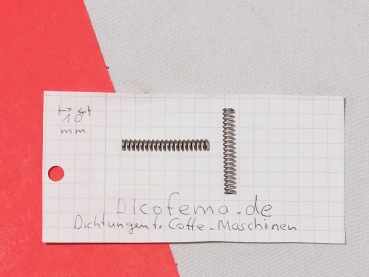 10
mm
Dicofema.de
Dichtungen f. Coffe-Maschinen